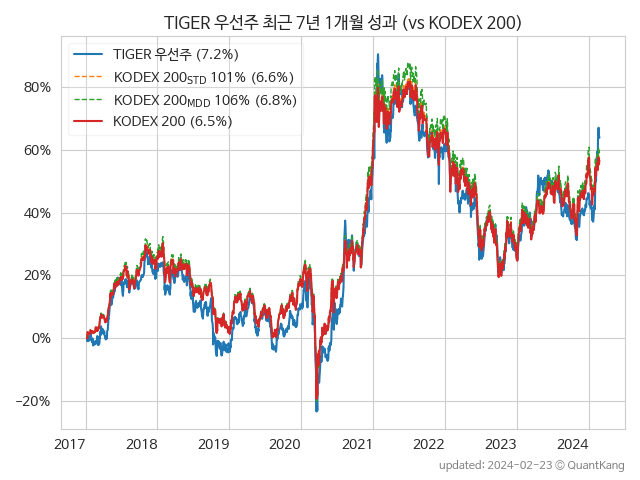 TIGER 우선주 최근 7년 1개월 성과 (vs KODEX 200)
TIGER 우선주 (7.2%)
KODEX 200STD 101% (6.6%)
KODEX 200MDD 106% (6.8%)
KODEX 200 (6.5%)
80%
60%
40%
20%
0%
−20%
2017 2018 2019 2020 2021 2022 2023 2024
updated: 2024-02-23 ⓒ QuantKang